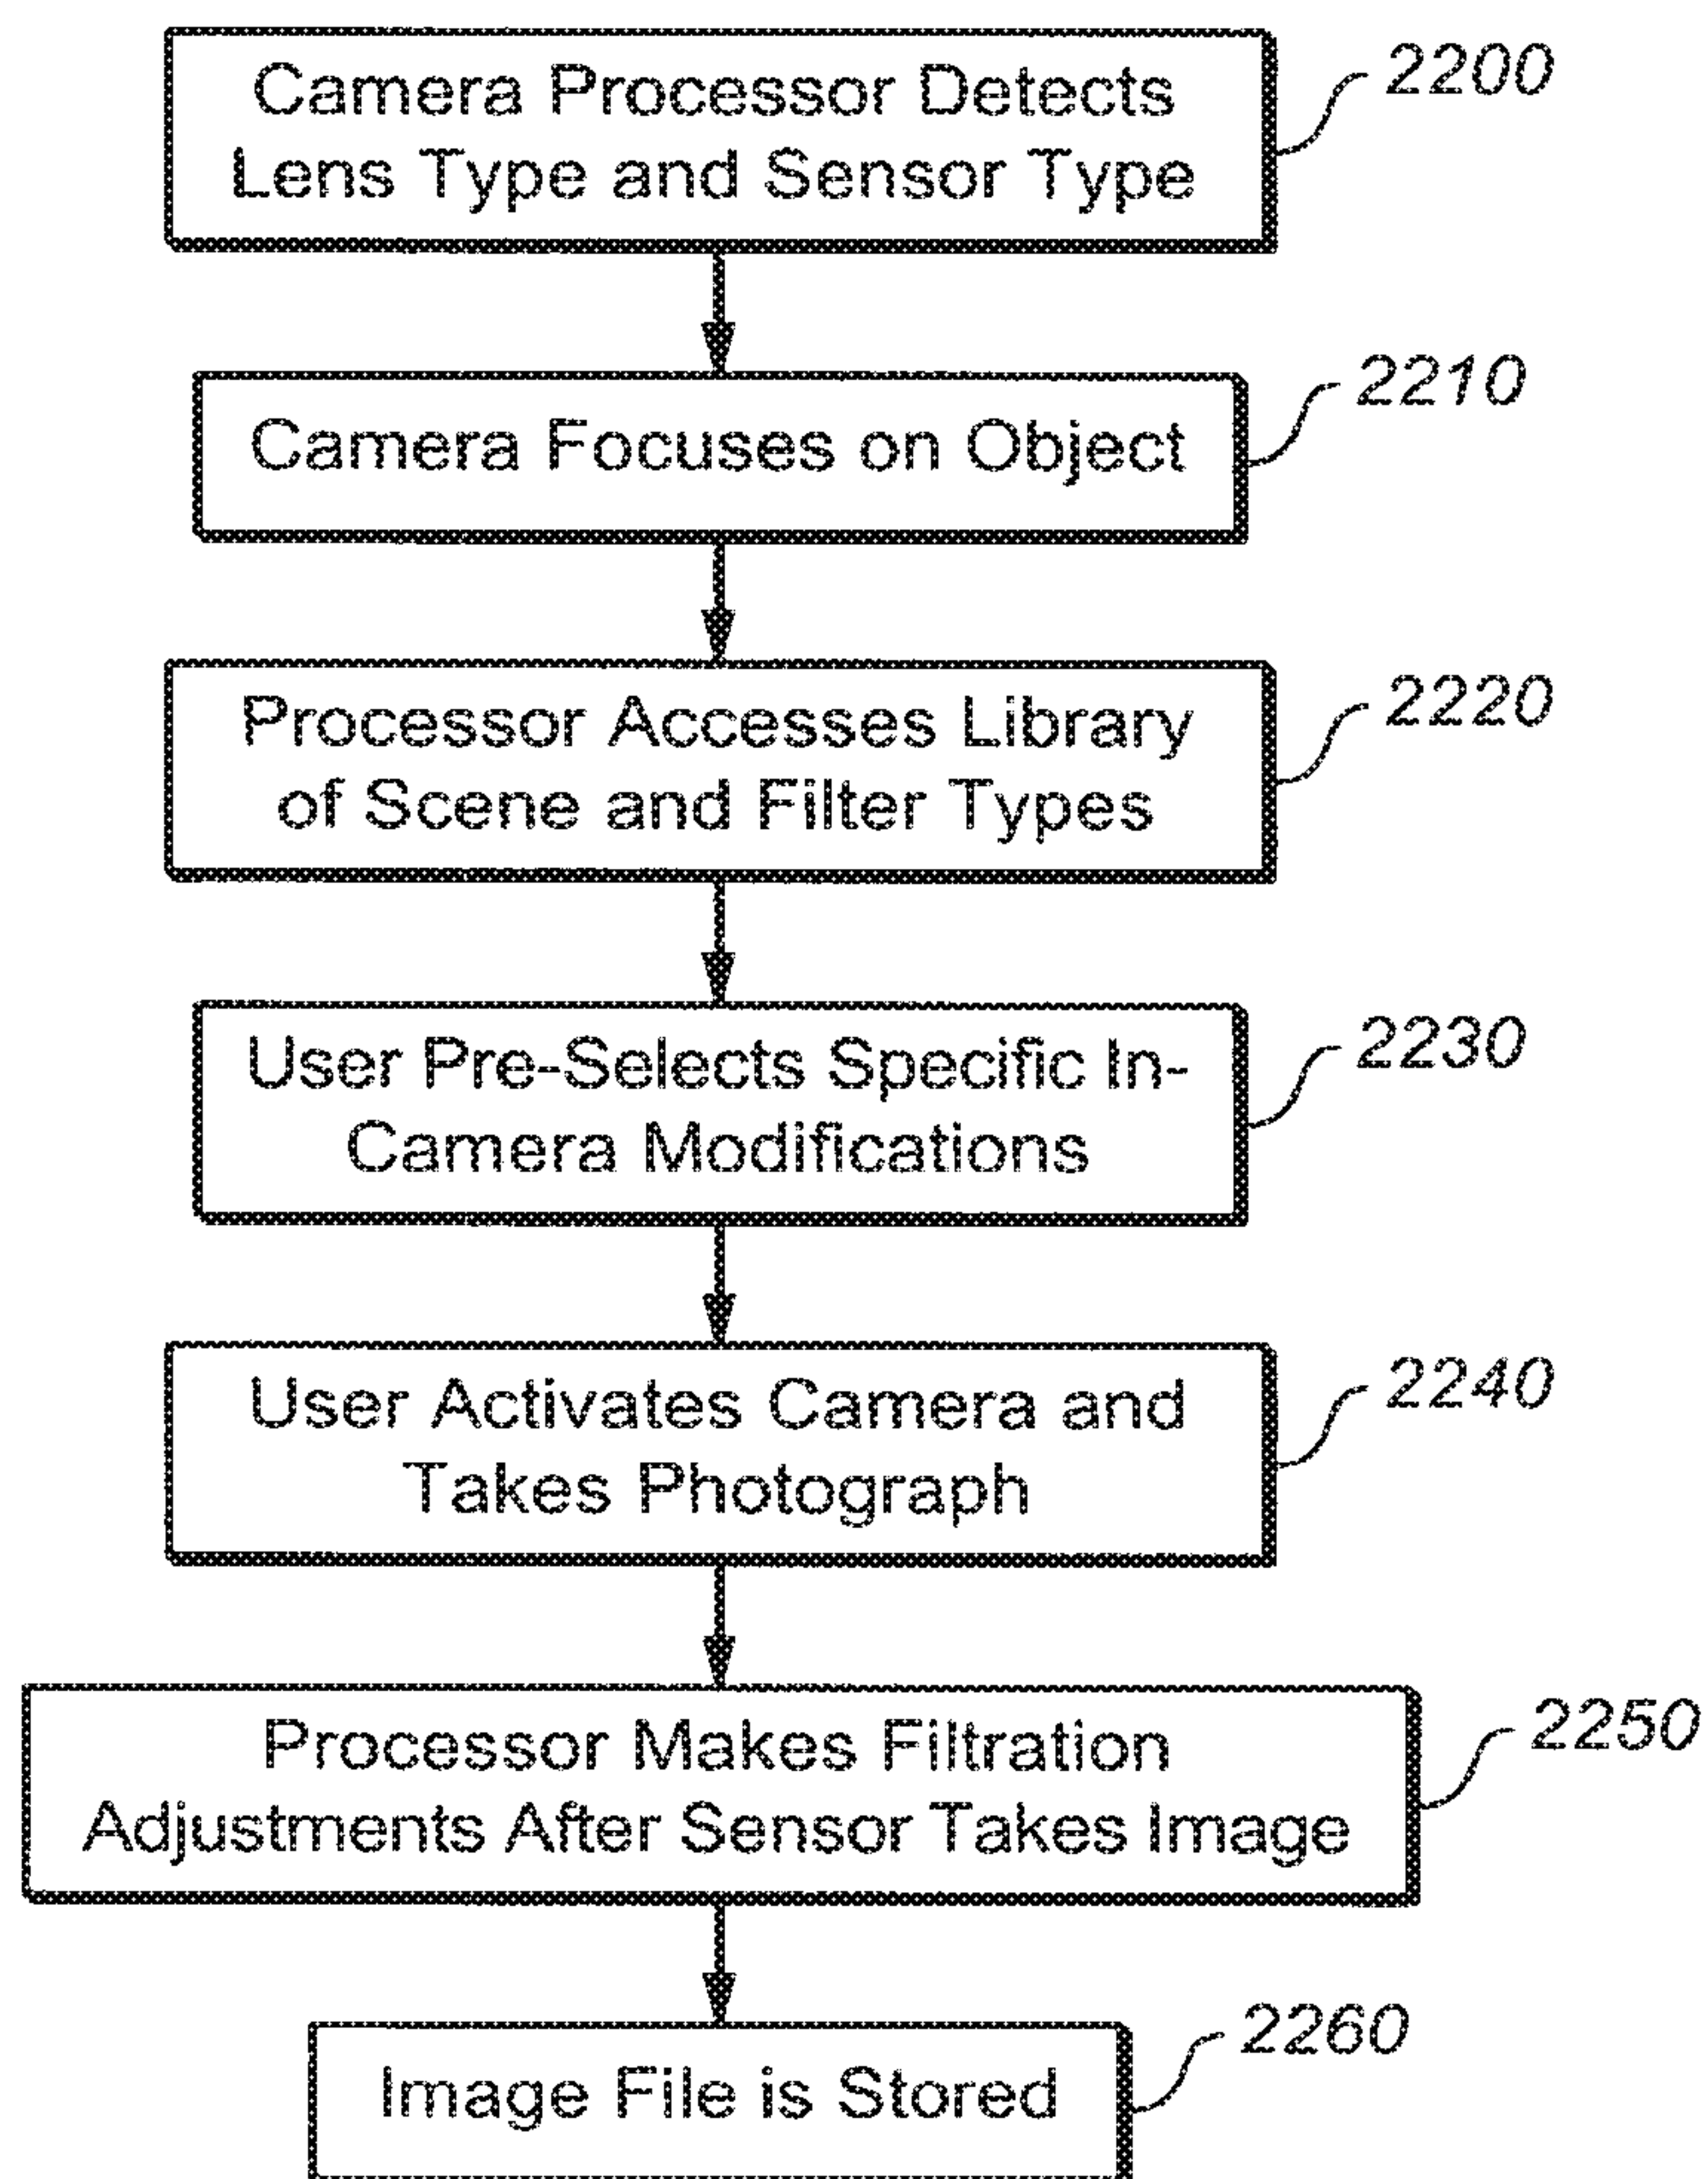 Camera Processor Detects
Lens Type and Sensor Type
2200
Camera Focuses on Object
2210
Processor Accesses Library
of Scene and Filter Types
2220
User Pre-Selects Specific In-
Camera Modifications
2230
User Activates Camera and
Takes Photograph
2240
Processor Makes Filtration
Adjustments After Sensor Takes Image
2250
Image File is Stored
2260